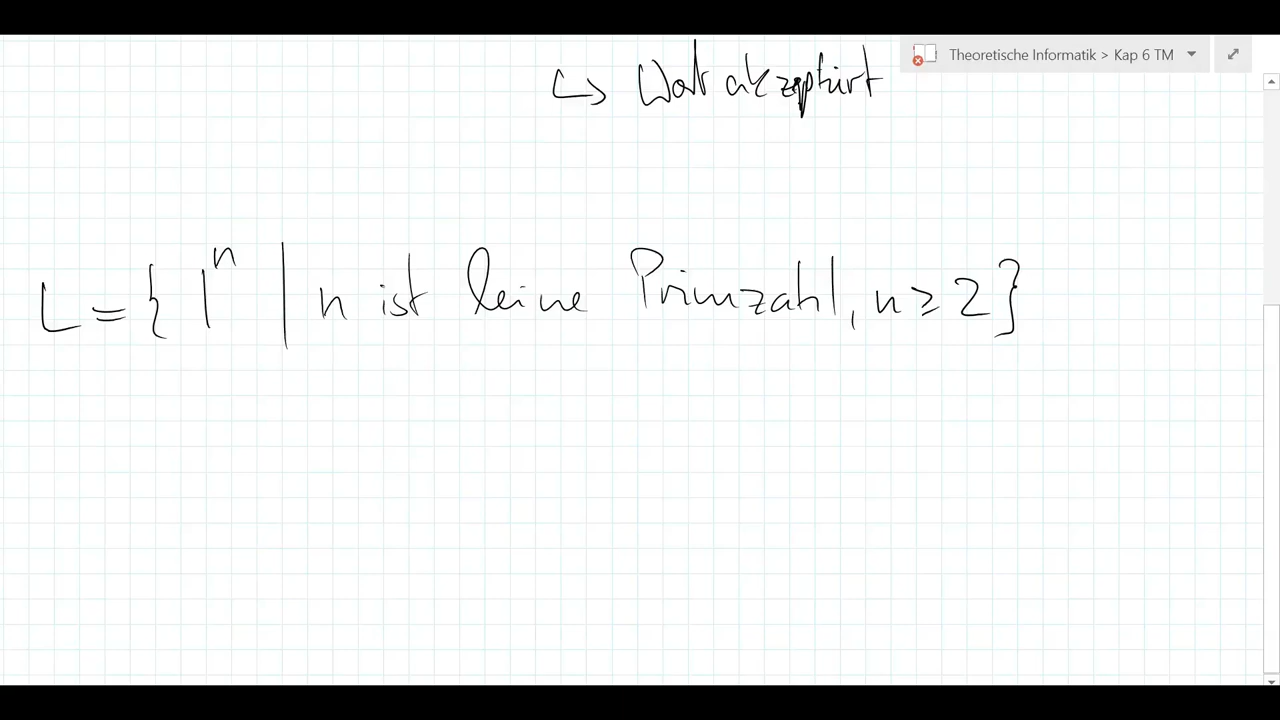 Theoretische Informatik > Kap 6 TM
↳ Wort akzeptiert
L = { 1ⁿ | n ist keine Primzahl, n ≥ 2 }